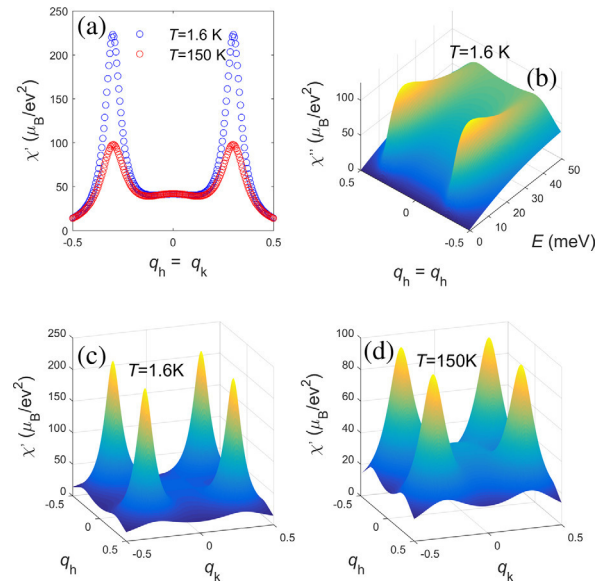 (a)
T=1.6 K
T=150 K
250
200
150
100
50
0
χ' (μB/ev²)
-0.5
0
0.5
qh = qk
T=1.6 K
(b)
100
50
0
χ''
0.5
0
-0.5
0
10
20
30
40
50
E (meV)
qh = qh
(c)
T=1.6K
250
200
150
100
50
0
χ' (μB/ev²)
-0.5
0
0.5
qh
-0.5
0
0.5
qk
(d)
T=150K
100
80
60
40
20
0
χ' (μB/ev²)
-0.5
0
0.5
qh
-0.5
0
0.5
qk